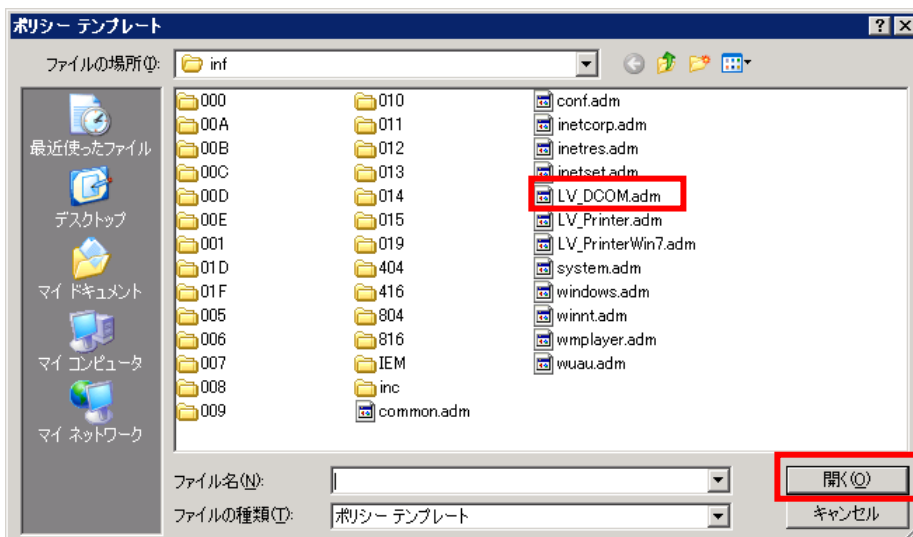 ポリシー テンプレート
ファイルの場所(I):
inf
最近使ったファイル
デスクトップ
マイ ドキュメント
マイ コンピュータ
マイ ネットワーク
000
00A
00B
00C
00D
00E
001
01D
01F
005
006
007
008
009
010
011
012
013
014
015
019
404
416
804
816
IEM
inc
common.adm
conf.adm
inetcorp.adm
inetres.adm
inetset.adm
LV_DCOM.adm
LV_Printer.adm
LV_PrinterWin7.adm
system.adm
windows.adm
winnt.adm
wmplayer.adm
wuau.adm
ファイル名(N):
開く(O)
ファイルの種類(T):
ポリシー テンプレート
キャンセル